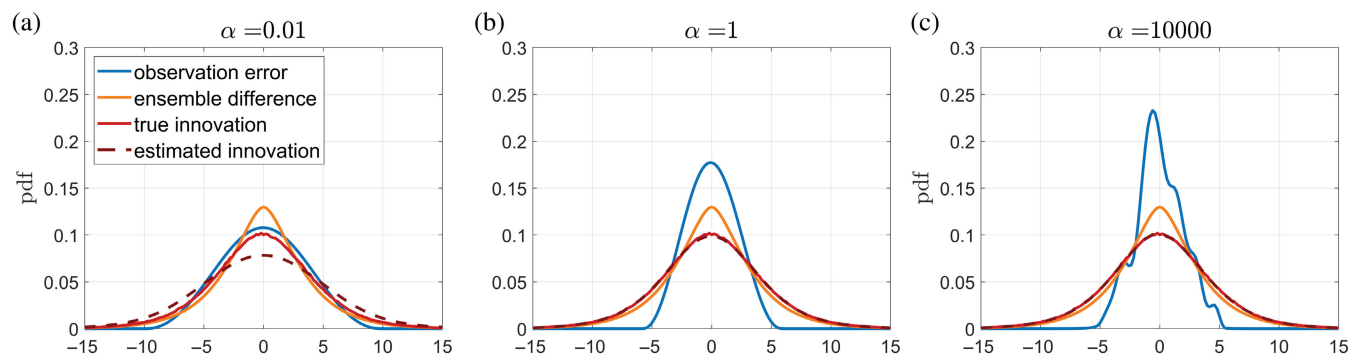 (a)
α =0.01
pdf
0.3
0.25
0.2
0.15
0.1
0.05
0
observation error
ensemble difference
true innovation
estimated innovation
−15 −10 −5 0 5 10 15
(b)
α =1
pdf
0.3
0.25
0.2
0.15
0.1
0.05
0
−15 −10 −5 0 5 10 15
(c)
α =10000
pdf
0.3
0.25
0.2
0.15
0.1
0.05
0
−15 −10 −5 0 5 10 15